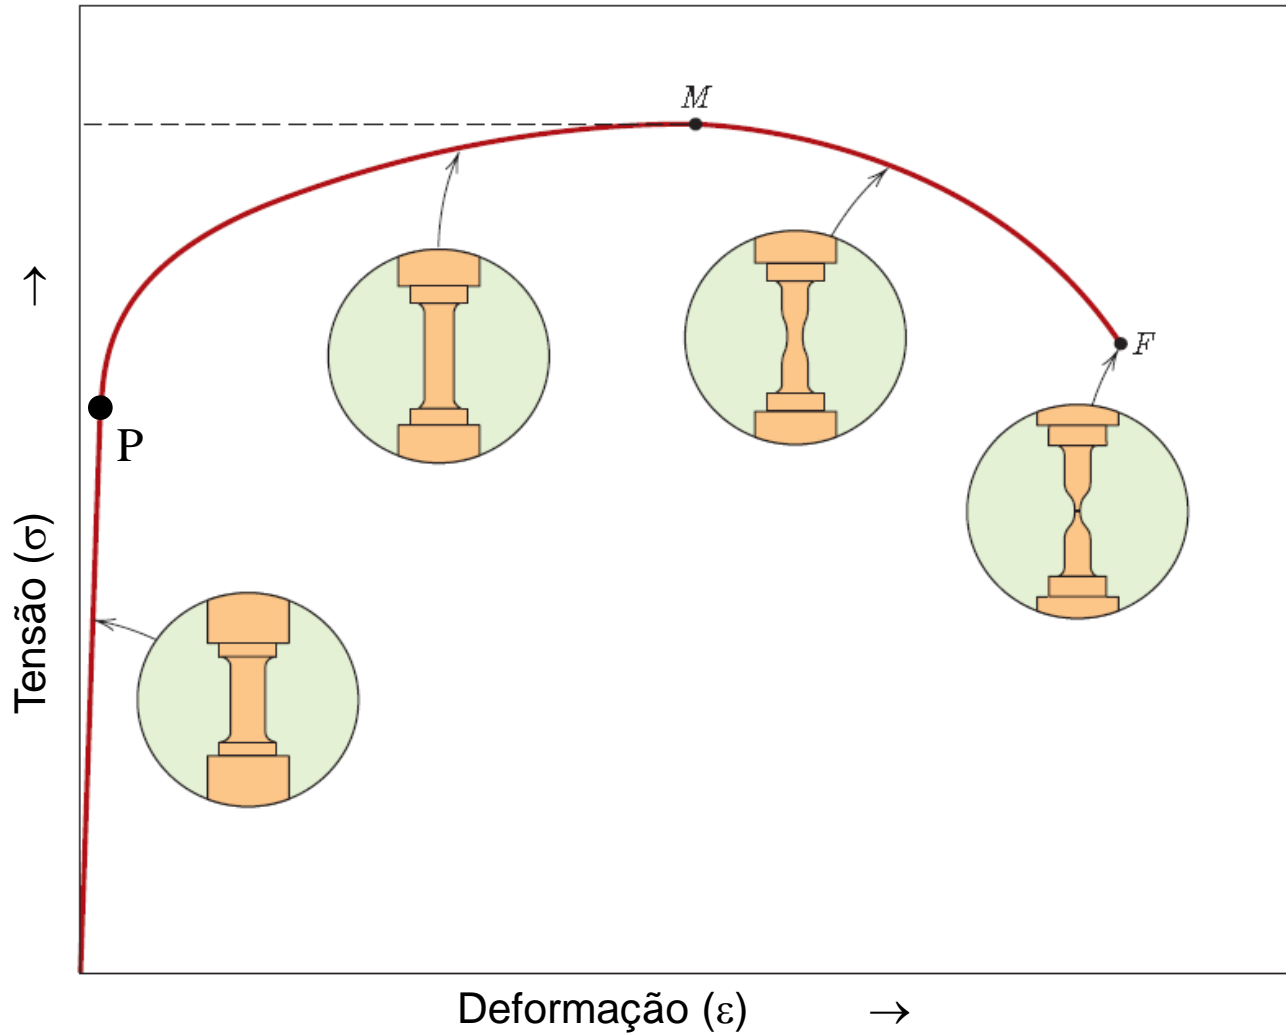 M
F
P
Tensão (σ) →
Deformação (ε) →